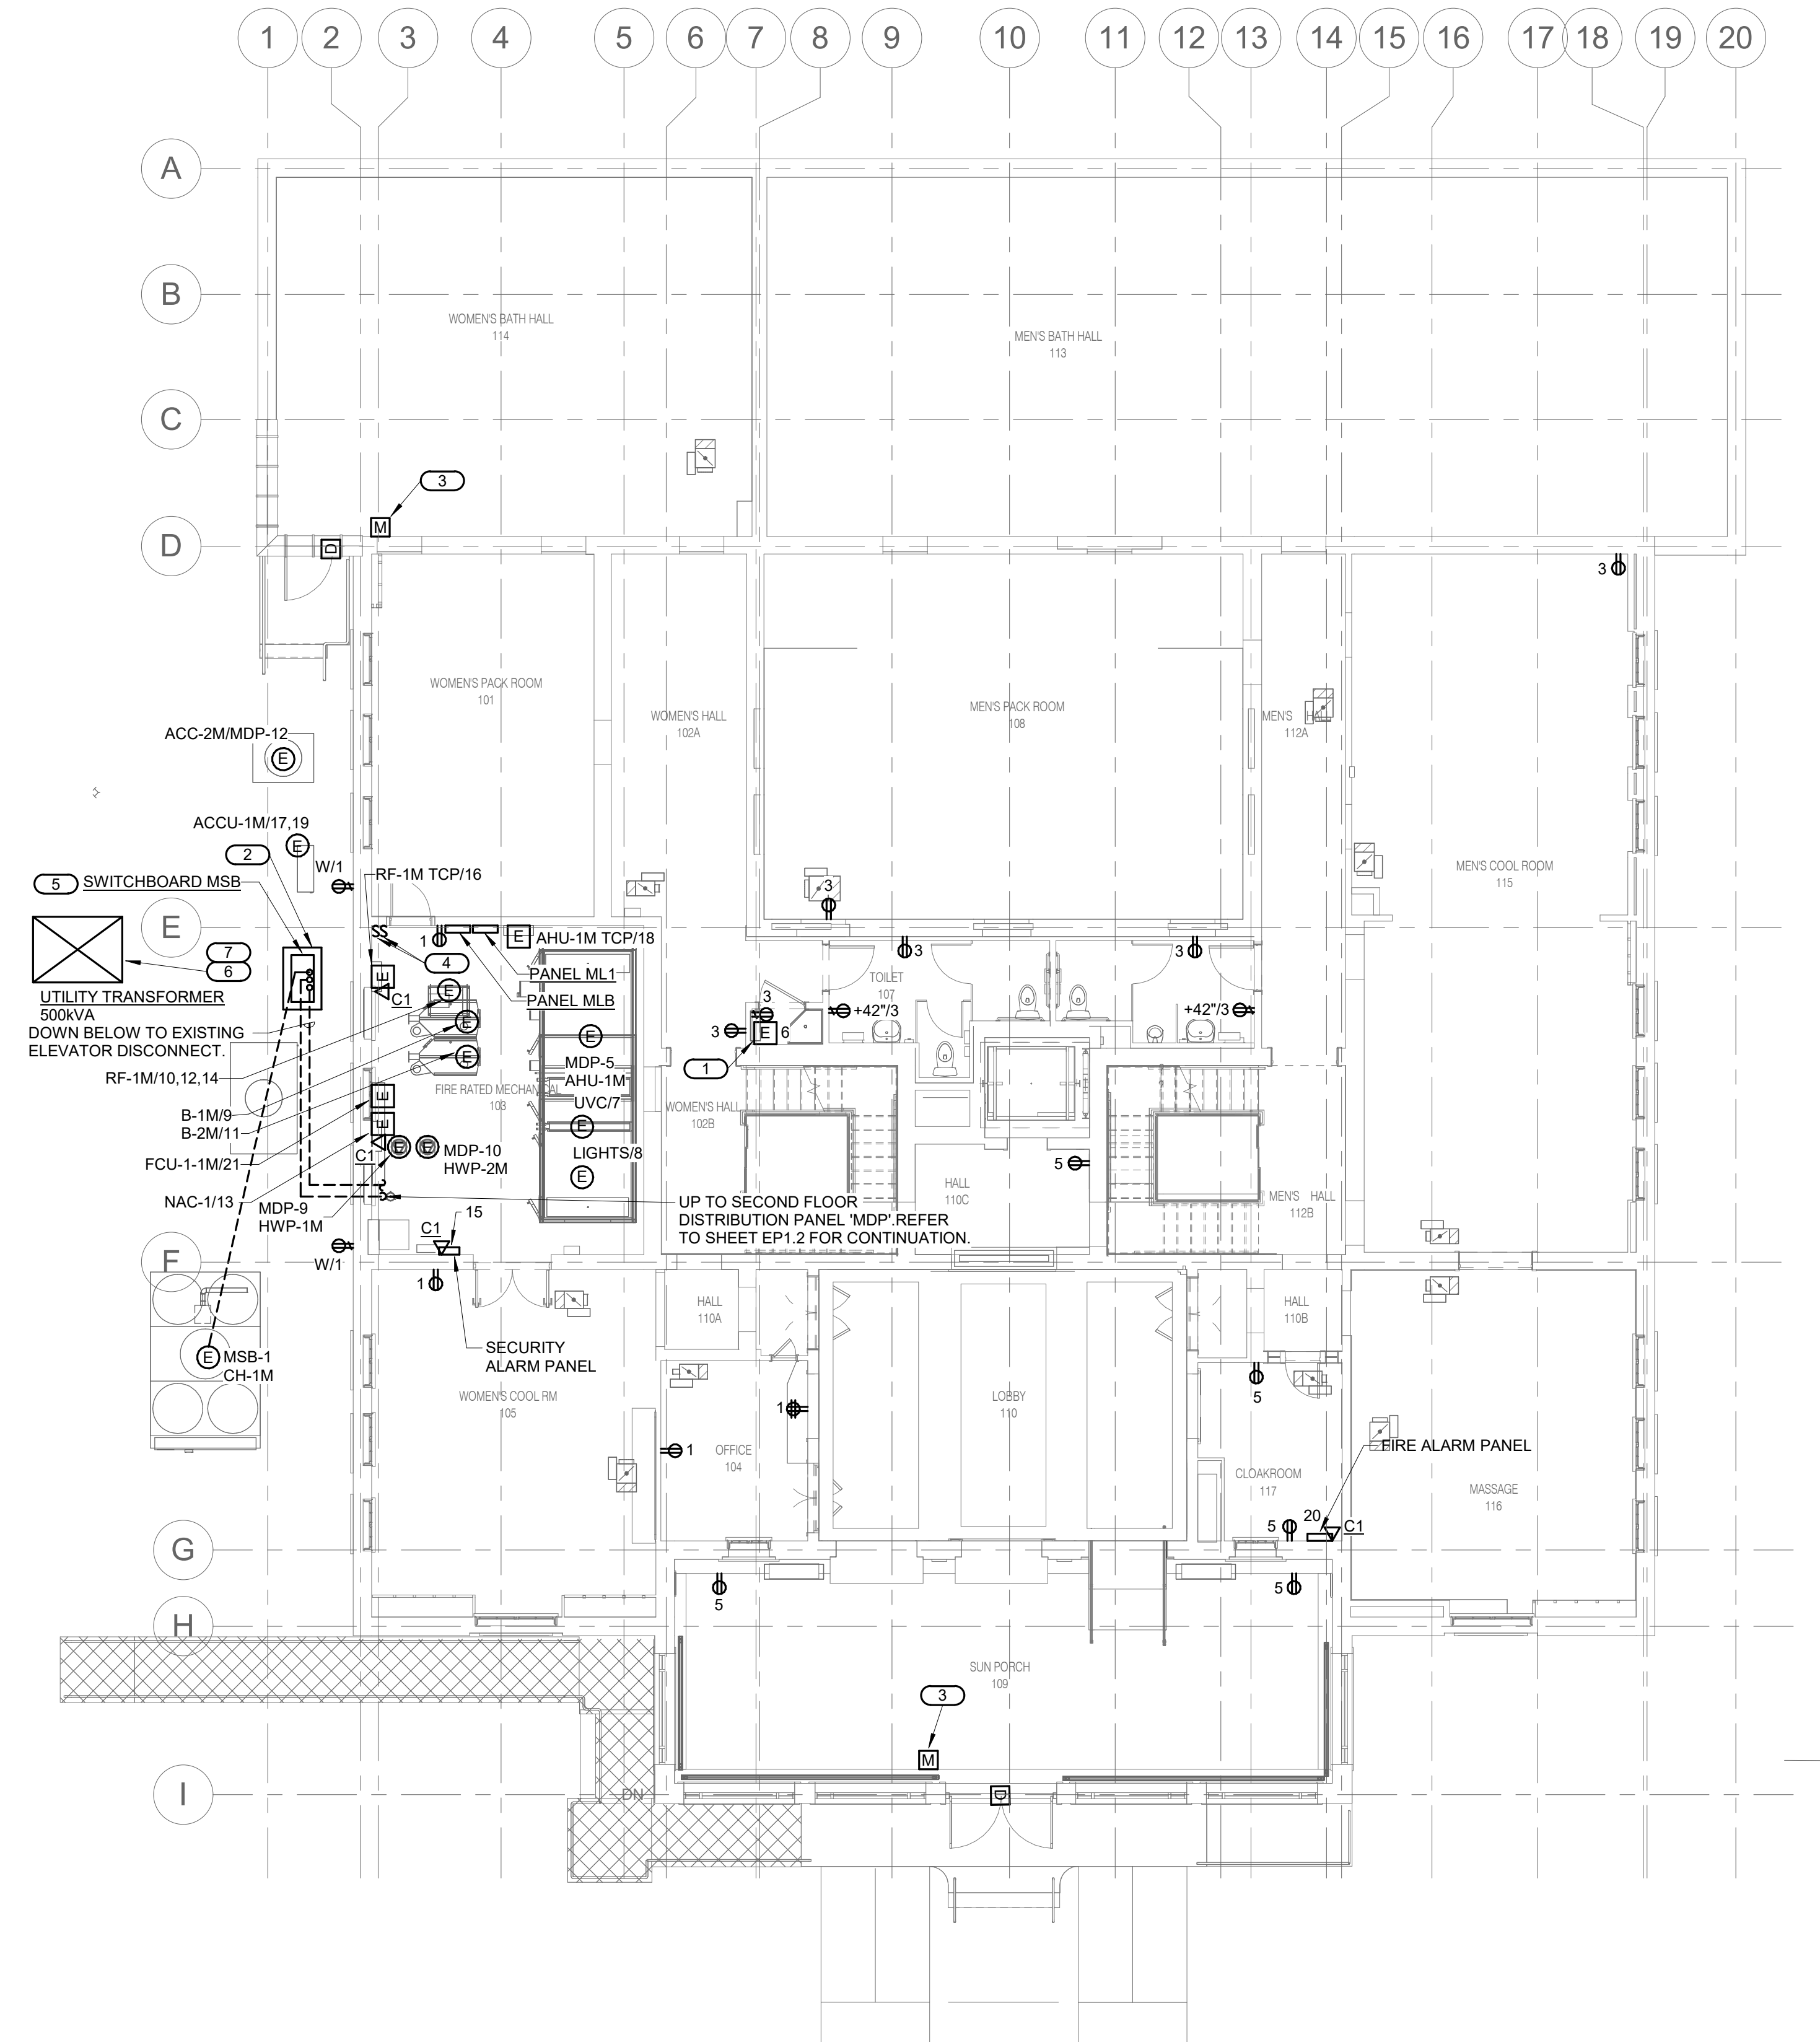 1 2 3 4 5 6 7 8 9 10 11 12 13 14 15 16 17 18 19 20
A
B
WOMEN'S BATH HALL
114
MEN'S BATH HALL
113
C
3
M
D
D
3
WOMEN'S PACK ROOM
101
WOMEN'S HALL
102A
MEN'S PACK ROOM
108
MEN'S HALL
112A
ACC-2M/MDP-12
E
ACCU-1M/17,19
E
2
W/1
5 SWITCHBOARD MSB
RF-1M TCP/16
3
MEN'S COOL ROOM
115
E
SS
1
E
AHU-1M TCP/18
4
PANEL ML1
PANEL MLB
3
3
TOILET
107
7
6
UTILITY TRANSFORMER
500kVA
DOWN BELOW TO EXISTING
ELEVATOR DISCONNECT.
E
C1
E
E
E
E
3
3
E
6
+42"/3
+42"/3
1
RF-1M/10,12,14
B-1M/9
B-2M/11
FCU-1-1M/21
NAC-1/13
FIRE RATED MECHANICAL
103
MDP-5
AHU-1M
UVC/7
E
LIGHTS/8
E
E
E
C1
E
E
MDP-10
HWP-2M
MDP-9
HWP-1M
WOMEN'S HALL
102B
HALL
110C
5
MEN'S HALL
112B
UP TO SECOND FLOOR
DISTRIBUTION PANEL 'MDP'.REFER
TO SHEET EP1.2 FOR CONTINUATION.
15
C1
W/1
F
1
SECURITY
ALARM PANEL
HALL
110A
HALL
110B
E
MSB-1
CH-1M
WOMEN'S COOL RM
105
1
1
OFFICE
104
LOBBY
110
5
CLOAKROOM
117
FIRE ALARM PANEL
MASSAGE
116
5
20
C1
G
5
5
H
SUN PORCH
109
3
M
I
DN
D